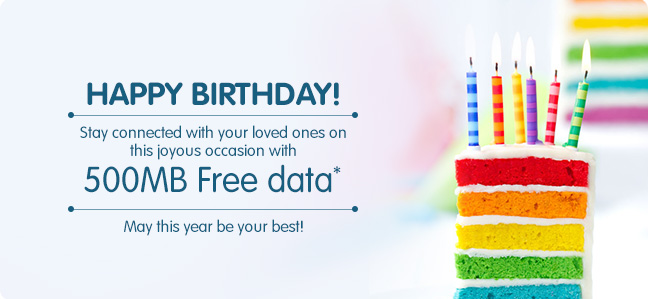 HAPPY BIRTHDAY!
Stay connected with your loved ones on
this joyous occasion with
500MB Free data*
May this year be your best!